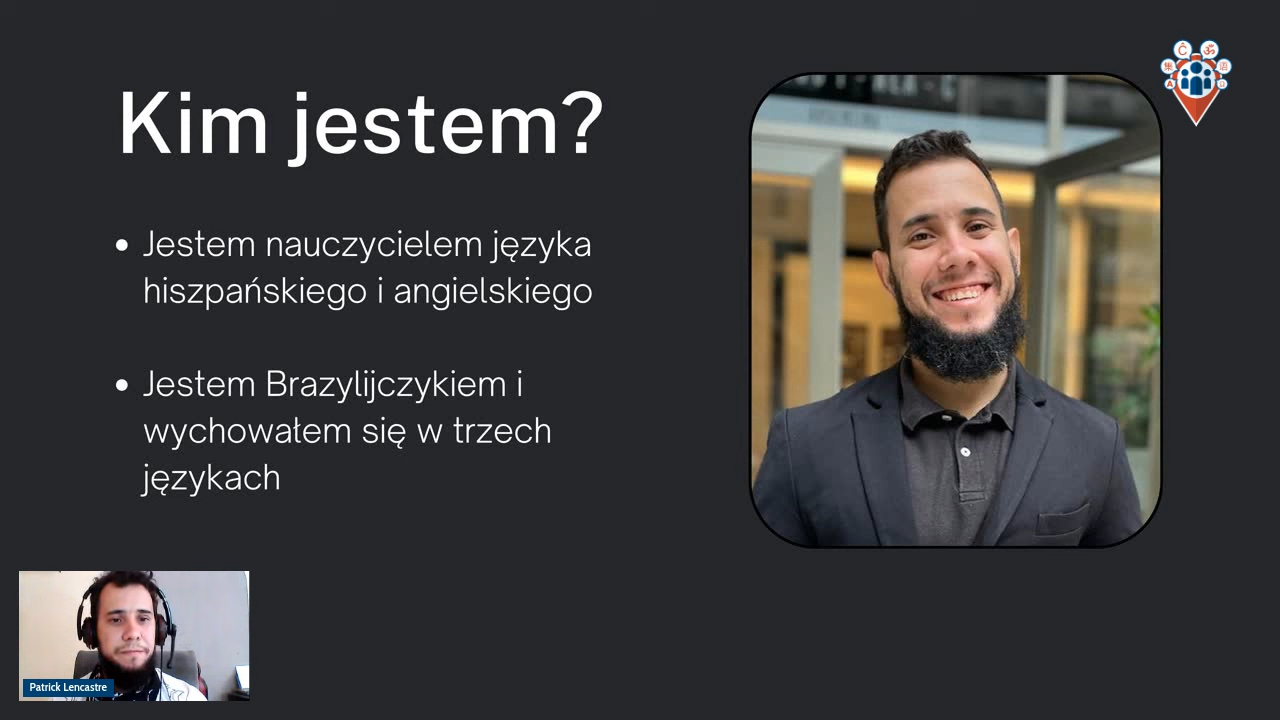 Kim jestem?
• Jestem nauczycielem języka
hiszpańskiego i angielskiego
• Jestem Brazylijczykiem i
wychowałem się w trzech
językach
Patrick Lencastre